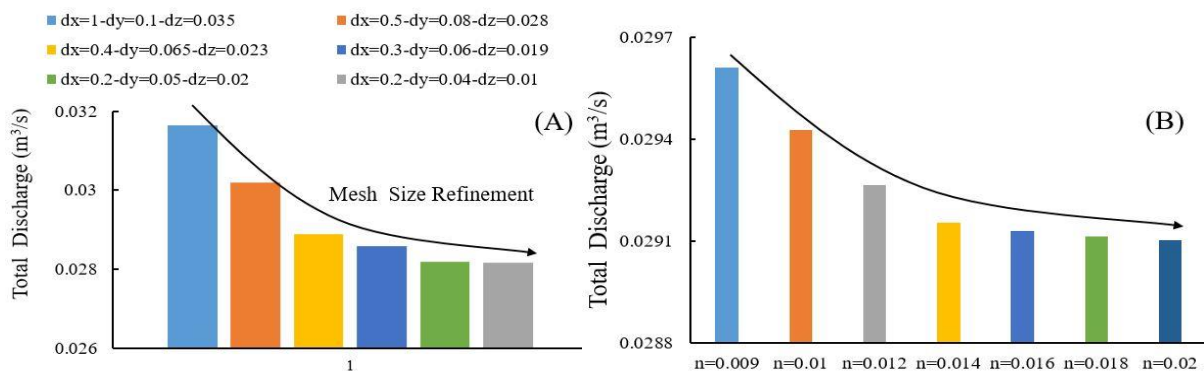 dx=1-dy=0.1-dz=0.035
dx=0.5-dy=0.08-dz=0.028
dx=0.4-dy=0.065-dz=0.023
dx=0.3-dy=0.06-dz=0.019
dx=0.2-dy=0.05-dz=0.02
dx=0.2-dy=0.04-dz=0.01
Total Discharge (m³/s)
0.032
0.03
0.028
0.026
(A)
Mesh Size Refinement
1
Total Discharge (m³/s)
0.0297
0.0294
0.0291
0.0288
(B)
n=0.009 n=0.01 n=0.012 n=0.014 n=0.016 n=0.018 n=0.02